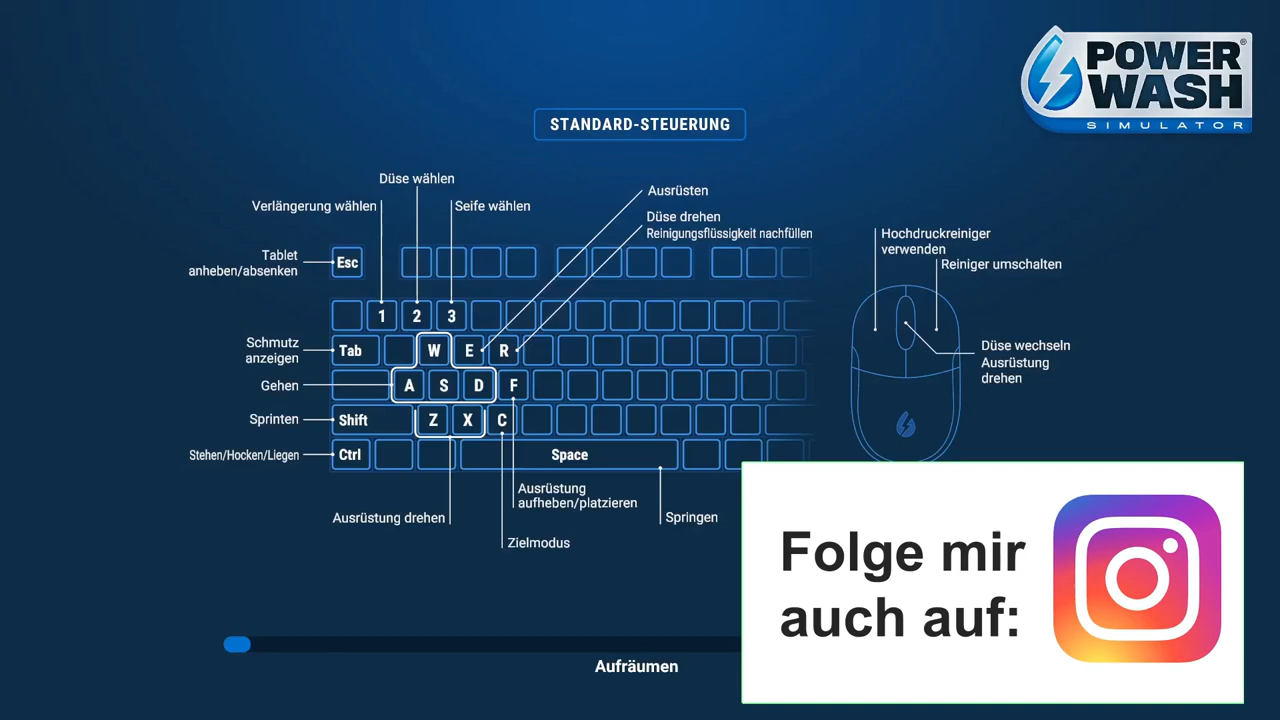 POWER
WASH
SIMULATOR
STANDARD-STEUERUNG
Düse wählen
Verlängerung wählen
Seife wählen
Ausrüsten
Düse drehen
Reinigungsflüssigkeit nachfüllen
Tablet
anheben/absenken
Esc
1 2 3
Schmutz
anzeigen
Tab W E R
Gehen
A S D F
Sprinten
Shift Z X C
Stehen/Hocken/Liegen
Ctrl Space
Ausrüstung drehen
Ausrüstung
aufheben/platzieren
Zielmodus
Springen
Hochdruckreiniger
verwenden
Reiniger umschalten
Düse wechseln
Ausrüstung
drehen
Aufräumen
Folge mir
auch auf: